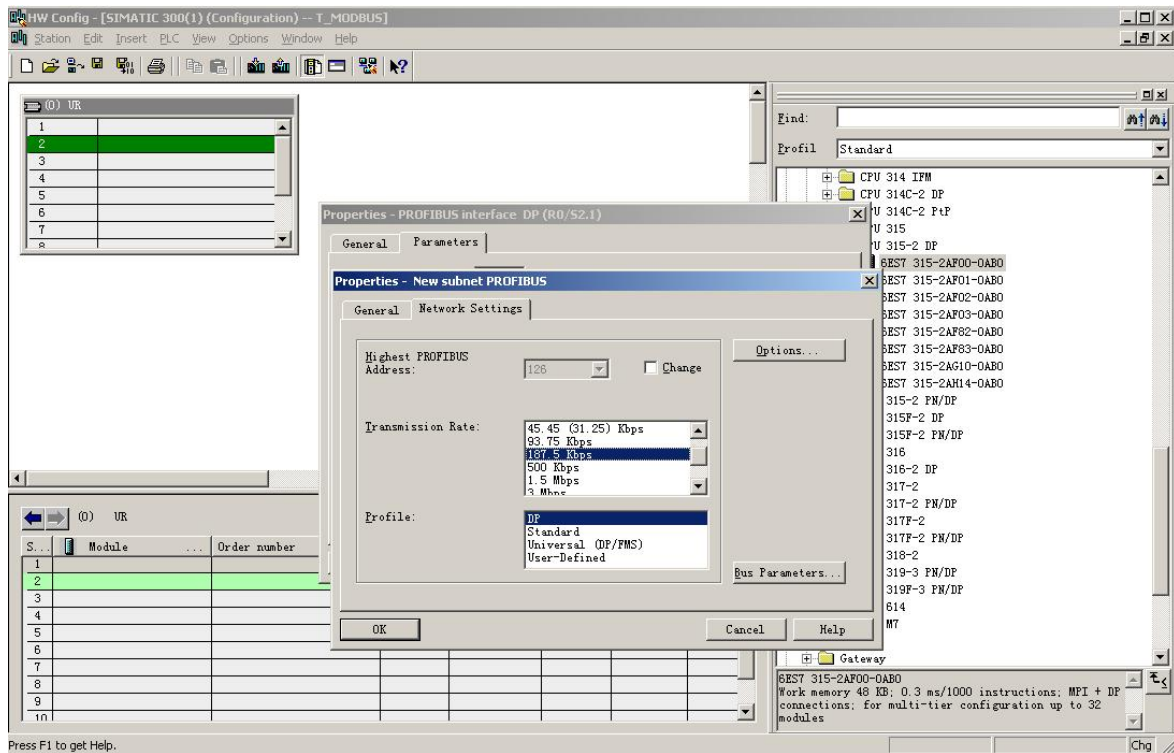 HW Config - [SIMATIC 300(1) (Configuration) -- T_MODBUS]
Station Edit Insert PLC View Options Window Help
(0) UR
1
2
3
4
5
6
7
8
Find:
Profil Standard
CPU 314 IFM
CPU 314C-2 DP
U 314C-2 PtP
U 315
U 315-2 DP
6ES7 315-2AF00-0AB0
6ES7 315-2AF01-0AB0
6ES7 315-2AF02-0AB0
6ES7 315-2AF03-0AB0
6ES7 315-2AF82-0AB0
6ES7 315-2AF83-0AB0
6ES7 315-2AG10-0AB0
6ES7 315-2AH14-0AB0
315-2 PN/DP
315F-2 DP
315F-2 PN/DP
316
316-2 DP
317-2
317-2 PN/DP
317F-2
317F-2 PN/DP
318-2
319-3 PN/DP
319F-3 PN/DP
614
M7
Gateway
6ES7 315-2AF00-0AB0
Work memory 48 KB; 0.3 ms/1000 instructions; MPI + DP
connections; for multi-tier configuration up to 32
modules
Properties - PROFIBUS interface DP (R0/S2.1)
General Parameters
Properties - New subnet PROFIBUS
General Network Settings
Highest PROFIBUS
Address: 126 Change
Options...
Transmission Rate:
45.45 (31.25) Kbps
93.75 Kbps
187.5 Kbps
500 Kbps
1.5 Mbps
3 Mbps
Profile:
DP
Standard
Universal (DP/FMS)
User-Defined
Bus Parameters...
OK Cancel Help
(0) UR
S... Module ... Order number
1
2
3
4
5
6
7
8
9
10
Press F1 to get Help.
Chg